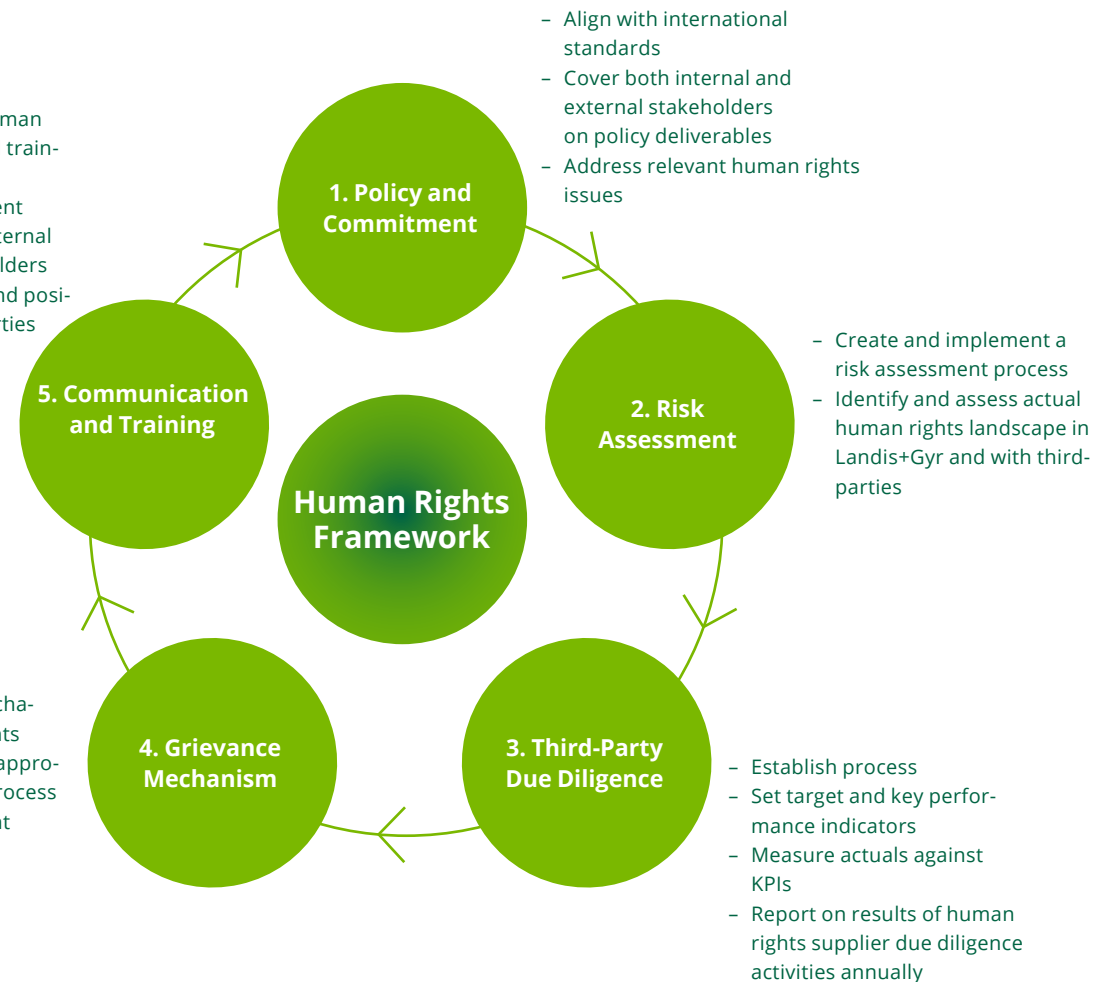 – Align with international
standards
– Cover both internal and
external stakeholders
on policy deliverables
– Address relevant human rights
issues
1. Policy and
Commitment
– Create and implement a
risk assessment process
– Identify and assess actual
human rights landscape in
Landis+Gyr and with third-
parties
2. Risk
Assessment
– Establish process
– Set target and key perfor-
mance indicators
– Measure actuals against
KPIs
– Report on results of human
rights supplier due diligence
activities annually
3. Third-Party
Due Diligence
4. Grievance
Mechanism
5. Communication
and Training
train-
nd posi-
Human Rights
Framework